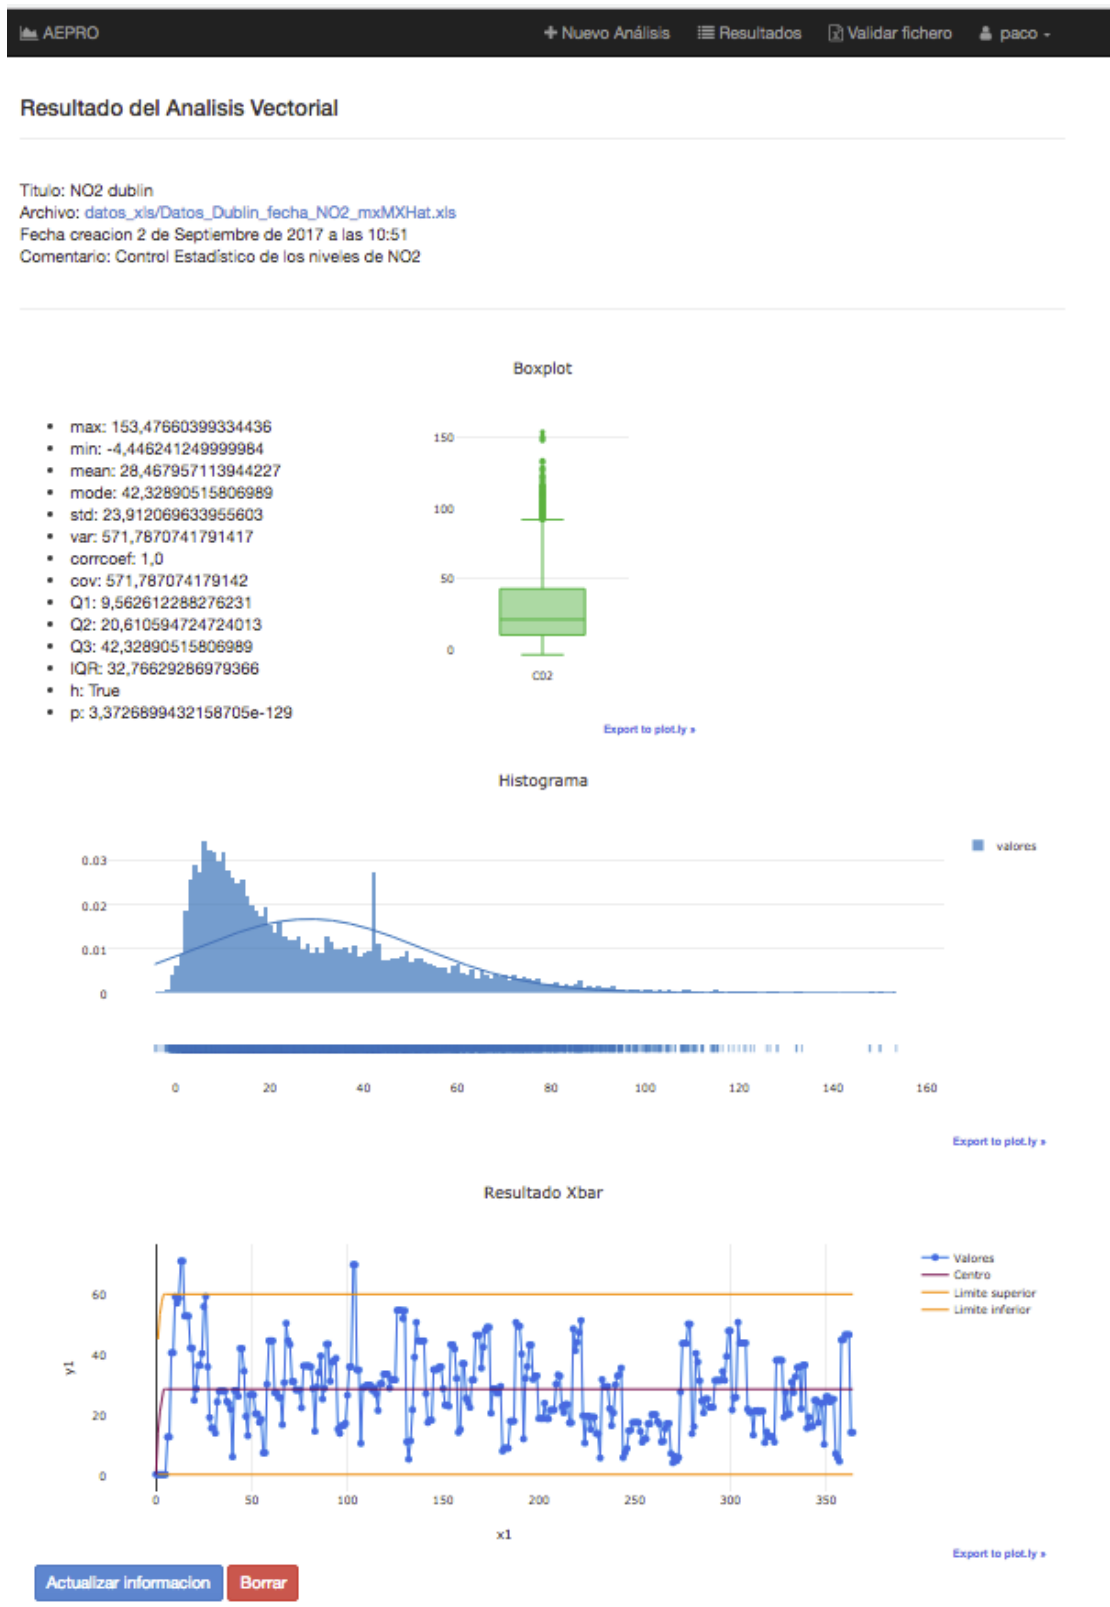 AEPRO
Nuevo Análisis
Resultados
Validar fichero
paco
Resultado del Analisis Vectorial
Titulo: NO2 dublin
Archivo: datos_xls/Datos_Dublin_fecha_NO2_mxMXHat.xls
Fecha creacion 2 de Septiembre de 2017 a las 10:51
Comentario: Control Estadístico de los niveles de NO2
max: 153,47660399334436
min: -4,446241249999984
mean: 28,467957113944227
mode: 42,32890515806989
std: 23,912069633955603
var: 571,7870741791417
corrcoef: 1,0
cov: 571,787074179142
Q1: 9,562612288276231
Q2: 20,610594724724013
Q3: 42,32890515806989
IQR: 32,76629286979366
h: True
p: 3,3726899432158705e-129
Boxplot
150
100
50
0
C02
Export to plot.ly »
Histograma
0.03
0.02
0.01
0
valores
0 20 40 60 80 100 120 140 160
Export to plot.ly »
Resultado Xbar
y1
60
40
20
0
0 50 100 150 200 250 300 350
x1
Valores
Centro
Limite superior
Limite inferior
Export to plot.ly »
Actualizar informacion
Borrar